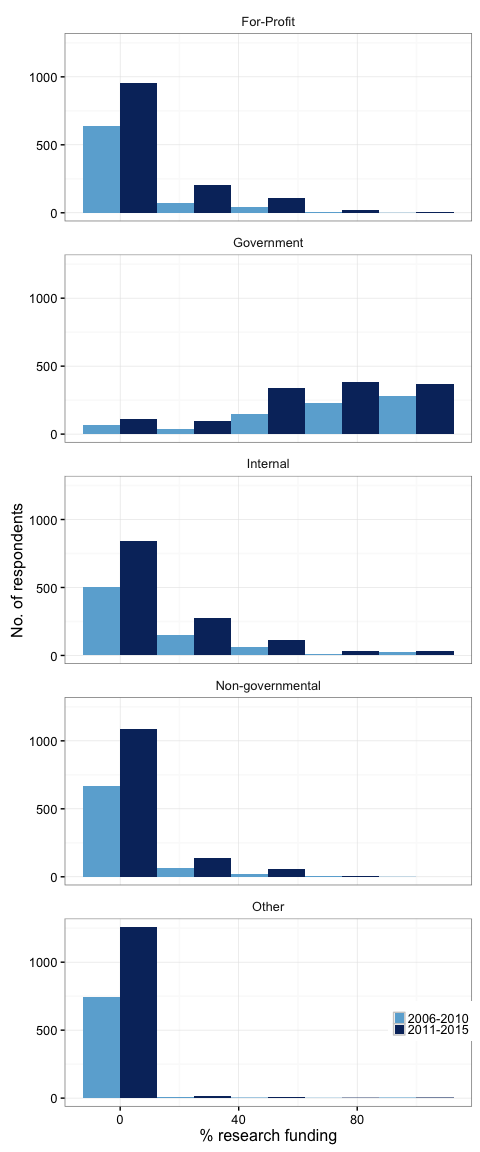 For-Profit
1000
500
0
Government
1000
500
0
Internal
1000
500
0
No. of respondents
Non-governmental
1000
500
0
Other
1000
500
0
2006-2010
2011-2015
0 40 80
% research funding